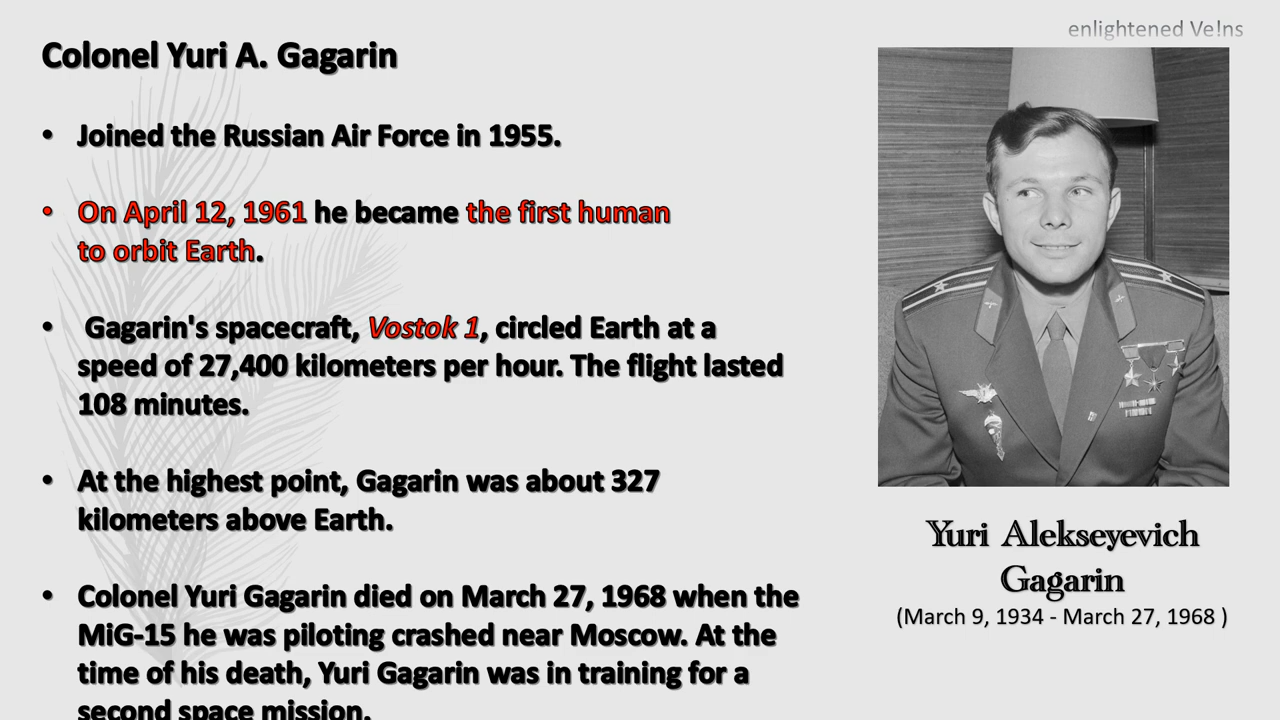 enlightened Ve!ns
Colonel Yuri A. Gagarin
• Joined the Russian Air Force in 1955.
• On April 12, 1961 he became the first human
to orbit Earth.
• Gagarin's spacecraft, Vostok 1, circled Earth at a
speed of 27,400 kilometers per hour. The flight lasted
108 minutes.
• At the highest point, Gagarin was about 327
kilometers above Earth.
• Colonel Yuri Gagarin died on March 27, 1968 when the
MiG-15 he was piloting crashed near Moscow. At the
time of his death, Yuri Gagarin was in training for a
second space mission.
Yuri Alekseyevich
Gagarin
(March 9, 1934 - March 27, 1968 )